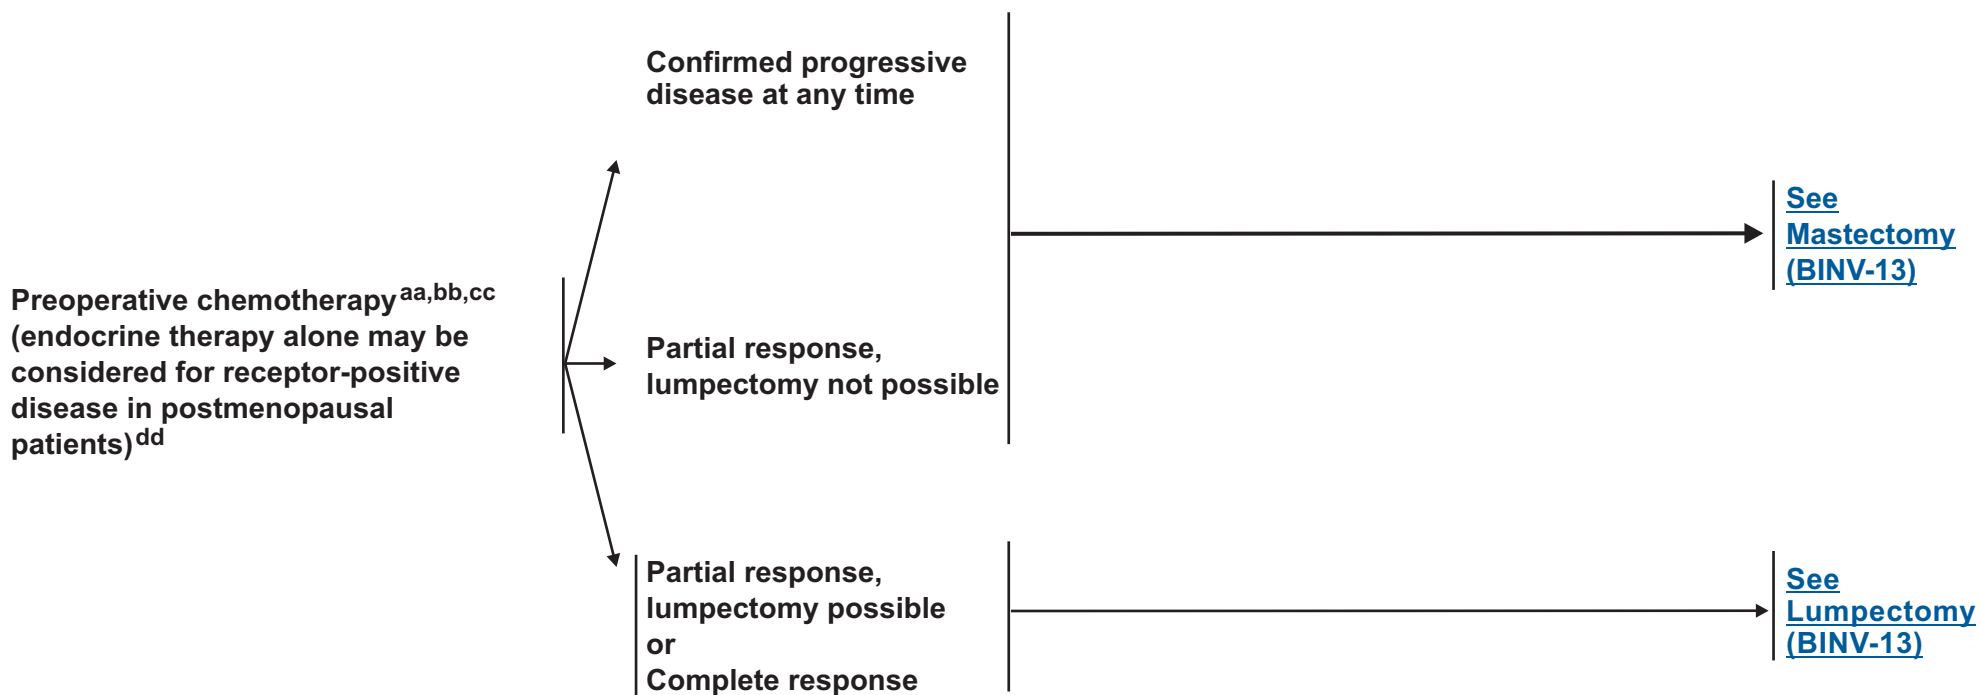 Confirmed progressive
disease at any time
See
Mastectomy
(BINV-13)
Preoperative chemotherapy aa,bb,cc
(endocrine therapy alone may be
considered for receptor-positive
disease in postmenopausal
patients) dd
Partial response,
lumpectomy not possible
Partial response,
lumpectomy possible
or
Complete response
See
Lumpectomy
(BINV-13)